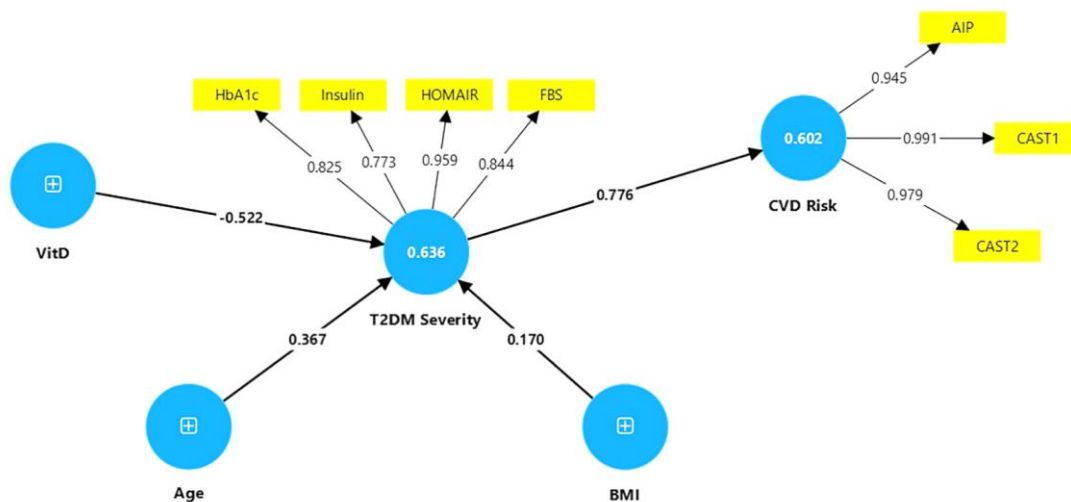 AIP
HbA1c
Insulin
HOMAIR
FBS
0.945
0.825
0.773
0.959
0.844
0.602
0.991
CAST1
0.979
CVD Risk
0.776
-0.522
CAST2
VitD
0.636
T2DM Severity
0.367
0.170
Age
BMI